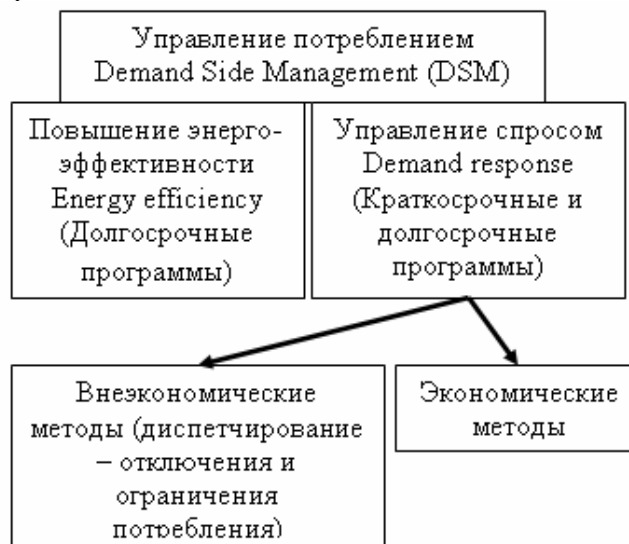 Управление потреблением
Demand Side Management (DSM)
Повышение энерго-
эффективности
Energy efficiency
(Долгосрочные
программы)
Управление спросом
Demand response
(Краткосрочные и
долгосрочные
программы)
Внеэкономические
методы (диспетчирование
– отключения и
ограничения
потребления)
Экономические
методы